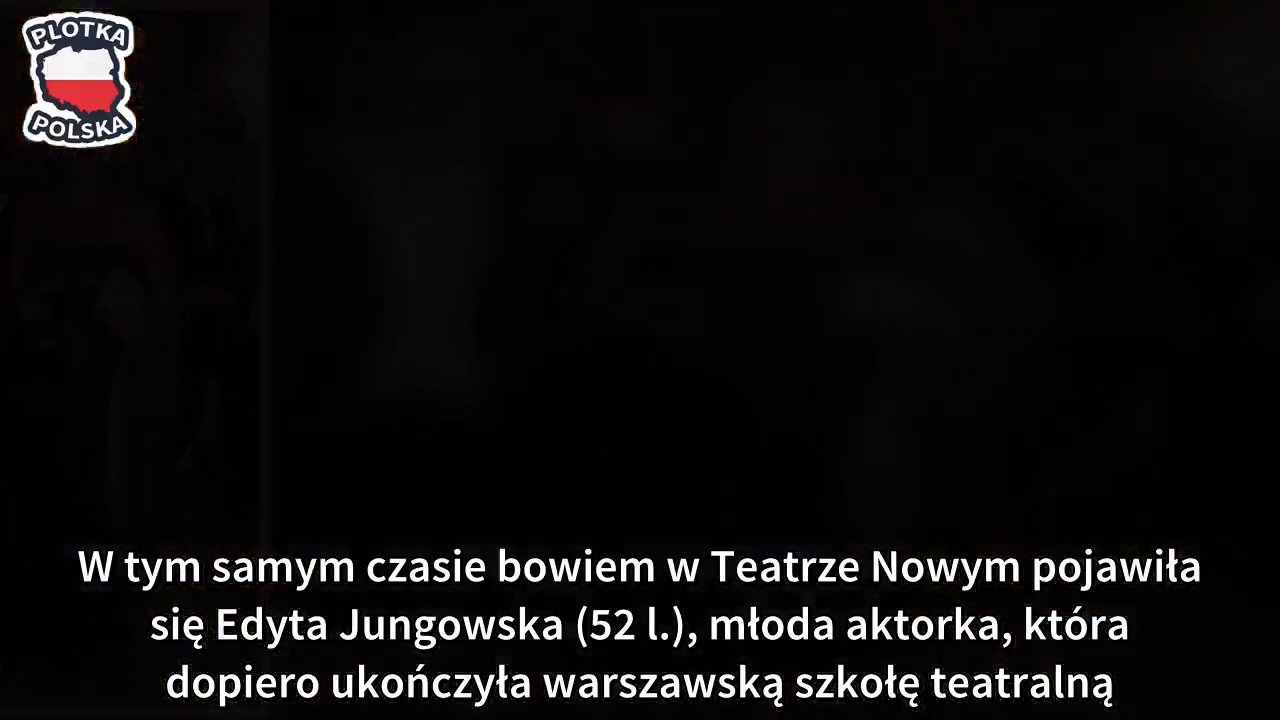 PLOTKA
POLSKA
W tym samym czasie bowiem w Teatrze Nowym pojawiła
się Edyta Jungowska (52 l.), młoda aktorka, która
dopiero ukończyła warszawską szkołę teatralną